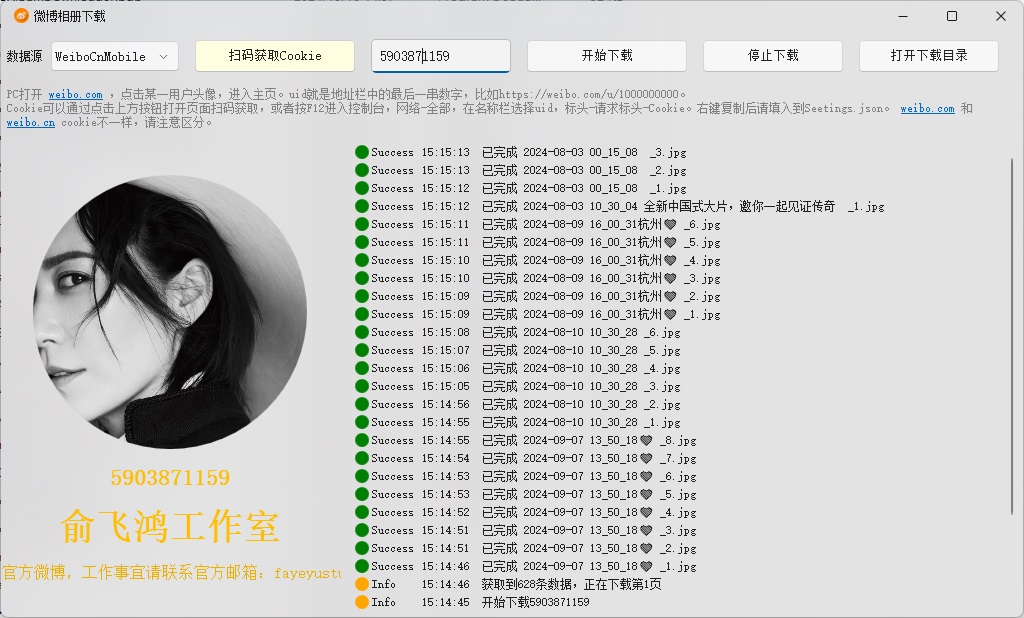 微博相册下载
数据源 WeiboCnMobile 扫码获取Cookie 5903871159 开始下载 停止下载 打开下载目录
PC打开 weibo.com ，点击某一用户头像，进入主页。uid就是地址栏中的最后一串数字，比如https://weibo.com/u/1000000000。
Cookie可以通过点击上方按钮打开页面扫码获取，或者按F12进入控制台，网络-全部，在名称栏选择uid，标头-请求标头-Cookie。右键复制后请填入到Seetings.json。 weibo.com 和
weibo.cn cookie不一样，请注意区分。
Success 15:15:13 已完成 2024-08-03 00_15_08 _3.jpg
Success 15:15:13 已完成 2024-08-03 00_15_08 _2.jpg
Success 15:15:12 已完成 2024-08-03 00_15_08 _1.jpg
Success 15:15:12 已完成 2024-08-03 10_30_04 全新中国式大片，邀你一起见证传奇 _1.jpg
Success 15:15:11 已完成 2024-08-09 16_00_31杭州🖤 _6.jpg
Success 15:15:11 已完成 2024-08-09 16_00_31杭州🖤 _5.jpg
Success 15:15:10 已完成 2024-08-09 16_00_31杭州🖤 _4.jpg
Success 15:15:10 已完成 2024-08-09 16_00_31杭州🖤 _3.jpg
Success 15:15:09 已完成 2024-08-09 16_00_31杭州🖤 _2.jpg
Success 15:15:09 已完成 2024-08-09 16_00_31杭州🖤 _1.jpg
Success 15:15:08 已完成 2024-08-10 10_30_28 _6.jpg
Success 15:15:07 已完成 2024-08-10 10_30_28 _5.jpg
Success 15:15:06 已完成 2024-08-10 10_30_28 _4.jpg
Success 15:15:05 已完成 2024-08-10 10_30_28 _3.jpg
Success 15:14:56 已完成 2024-08-10 10_30_28 _2.jpg
Success 15:14:55 已完成 2024-08-10 10_30_28 _1.jpg
Success 15:14:55 已完成 2024-09-07 13_50_18🖤 _8.jpg
Success 15:14:54 已完成 2024-09-07 13_50_18🖤 _7.jpg
Success 15:14:53 已完成 2024-09-07 13_50_18🖤 _6.jpg
Success 15:14:53 已完成 2024-09-07 13_50_18🖤 _5.jpg
Success 15:14:52 已完成 2024-09-07 13_50_18🖤 _4.jpg
Success 15:14:51 已完成 2024-09-07 13_50_18🖤 _3.jpg
Success 15:14:51 已完成 2024-09-07 13_50_18🖤 _2.jpg
Success 15:14:46 已完成 2024-09-07 13_50_18🖤 _1.jpg
Info 15:14:46 获取到628条数据，正在下载第1页
Info 15:14:45 开始下载5903871159
5903871159
俞飞鸿工作室
官方微博，工作事宜请联系官方邮箱：fayeyustu